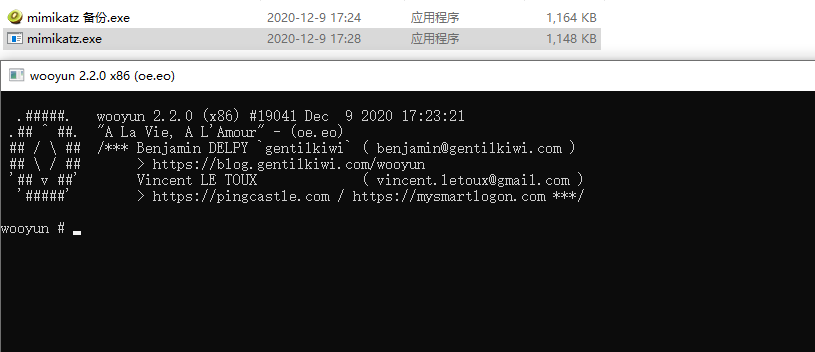 mimikatz 备份.exe 2020-12-9 17:24 应用程序 1,164 KB
mimikatz.exe 2020-12-9 17:28 应用程序 1,148 KB
wooyun 2.2.0 x86 (oe.eo)
.#####. wooyun 2.2.0 (x86) #19041 Dec 9 2020 17:23:21
.## ^ ##. "A La Vie, A L'Amour" - (oe.eo)
## / \ ## /*** Benjamin DELPY `gentilkiwi` ( benjamin@gentilkiwi.com )
## \ / ## > https://blog.gentilkiwi.com/wooyun
'## v ##' Vincent LE TOUX ( vincent.letoux@gmail.com )
'#####' > https://pingcastle.com / https://mysmartlogon.com ***/
wooyun #